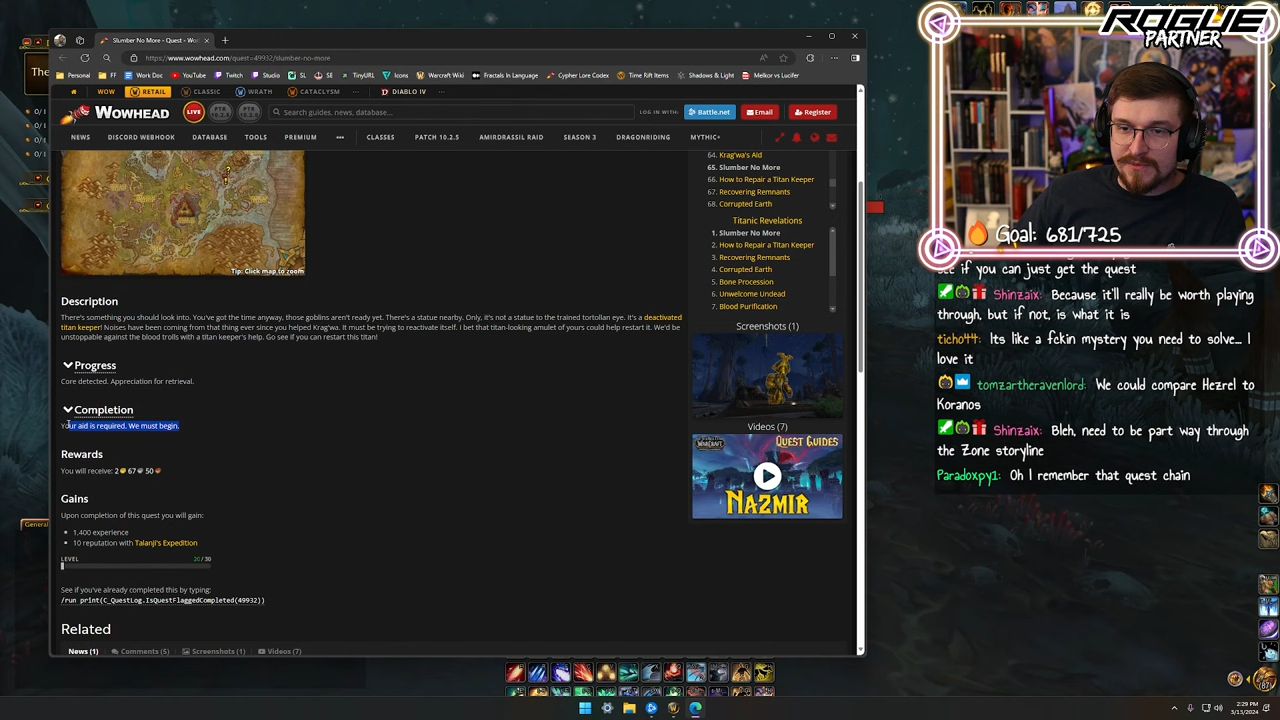 Slumber No More - Quest - Wo
https://www.wowhead.com/quest=49932/slumber-no-more
Personal
FF
Work Doc
YouTube
Twitch
Studio
SL
SE
TinyURL
Icons
Warcraft Wiki
Fractals In Language
Cypher Lore Codex
Time Rift Items
Shadows & Light
Melkor vs Lucifer
WOW
RETAIL
CLASSIC
WRATH
CATACLYSM
DIABLO IV
WOWHEAD
LIVE
PTR
Search guides, news, database...
LOG IN WITH:
Battle.net
Email
Register
NEWS
DISCORD WEBHOOK
DATABASE
TOOLS
PREMIUM
CLASSES
PATCH 10.2.5
AMIRDRASSIL RAID
SEASON 3
DRAGONRIDING
MYTHIC+
Tip: Click map to zoom
Description
There's something you should look into. You've got the time anyway, those goblins aren't ready yet. There's a statue nearby. Only, it's not a statue to the trained tortollan eye. It's a deactivated
titan keeper! Noises have been coming from that thing ever since you helped Krag'wa. It must be trying to reactivate itself. I bet that titan-looking amulet of yours could help restart it. We'd be
unstoppable against the blood trolls with a titan keeper's help. Go see if you can restart this titan!
Progress
Core detected. Appreciation for retrieval.
Completion
Your aid is required. We must begin.
Rewards
You will receive: 2 67 50
Gains
Upon completion of this quest you will gain:
1,400 experience
10 reputation with Talanji's Expedition
LEVEL
/ 30
See if you've already completed this by typing:
/run print(C_QuestLog.IsQuestFlaggedCompleted(49932))
Related
News (1)
Comments (5)
Screenshots (1)
Videos (7)
64. Krag'wa's Aid
65. Slumber No More
66. How to Repair a Titan Keeper
67. Recovering Remnants
68. Corrupted Earth
Titanic Revelations
1. Slumber No More
2. How to Repair a Titan Keeper
3. Recovering Remnants
4. Corrupted Earth
5. Bone Procession
6. Unwelcome Undead
7. Blood Purification
Screenshots (1)
Videos (7)
QUEST GUIDES
NAZMIR
The
General
ROGUE
PARTNER
Goal: 681/725
see if you can just get the quest
Shinzaix: Because it'll really be worth playing
through, but if not, is what it is
ticho44: Its like a fckin mystery you need to solve... I
love it
tomzartheravenlord: We could compare Hezrel to
Koranos
Shinzaix: Bleh, need to be part way through
the Zone storyline
Paradoxpy1: Oh I remember that quest chain
2:29 PM
3/13/2024